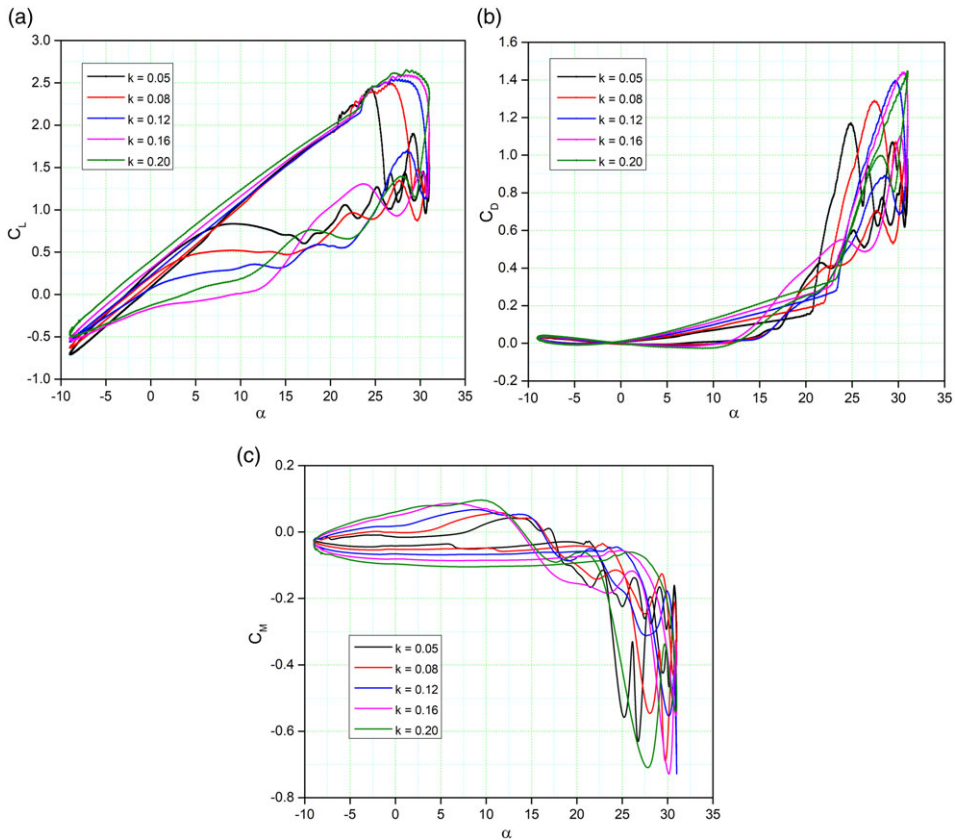 (a)
3.0
2.5
2.0
1.5
1.0
0.5
0.0
-0.5
-1.0
C_L
k = 0.05
k = 0.08
k = 0.12
k = 0.16
k = 0.20
-10 -5 0 5 10 15 20 25 30 35
α
(b)
1.6
1.4
1.2
1.0
0.8
0.6
0.4
0.2
0.0
-0.2
C_D
k = 0.05
k = 0.08
k = 0.12
k = 0.16
k = 0.20
-10 -5 0 5 10 15 20 25 30 35
α
(c)
0.2
0.0
-0.2
-0.4
-0.6
-0.8
C_M
k = 0.05
k = 0.08
k = 0.12
k = 0.16
k = 0.20
-10 -5 0 5 10 15 20 25 30 35
α